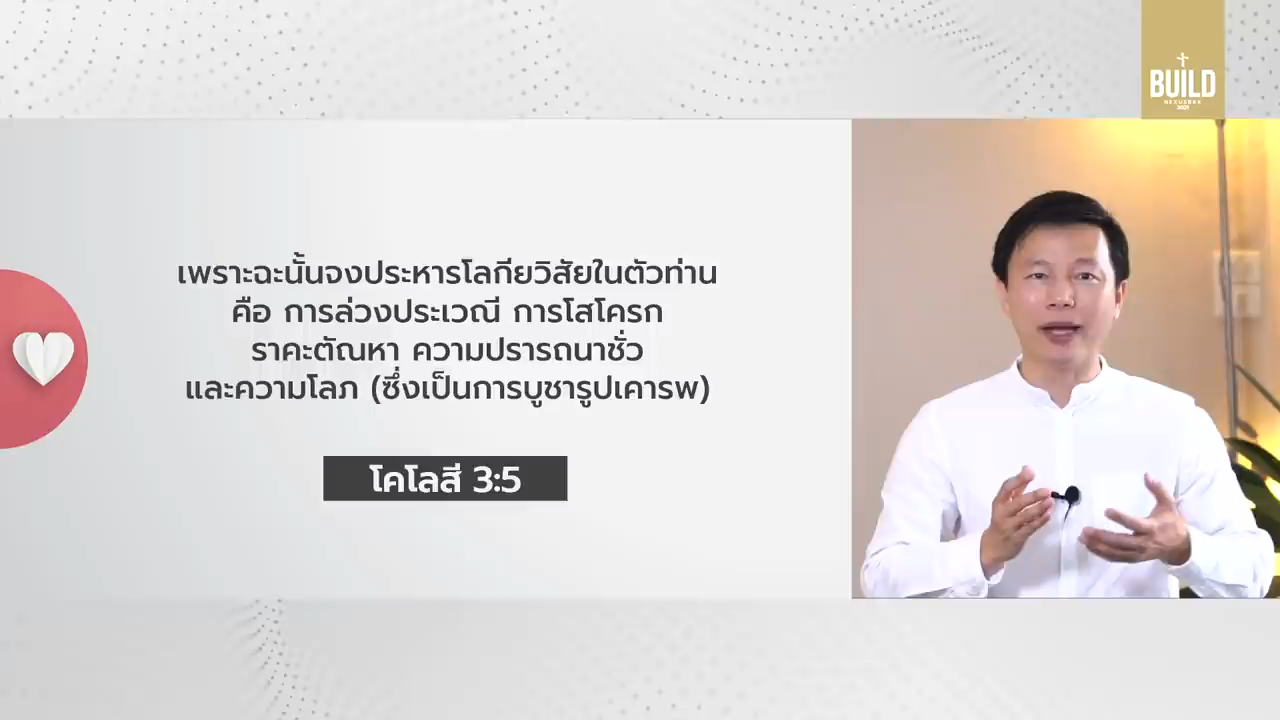 BUILD
NEXUSBKK
2021
เพราะฉะนั้นจงประหารโลกียวิสัยในตัวท่าน
คือ การล่วงประเวณี การโสโครก
ราคะตัณหา ความปรารถนาชั่ว
และความโลภ (ซึ่งเป็นการบูชารูปเคารพ)
โคโลสี 3:5